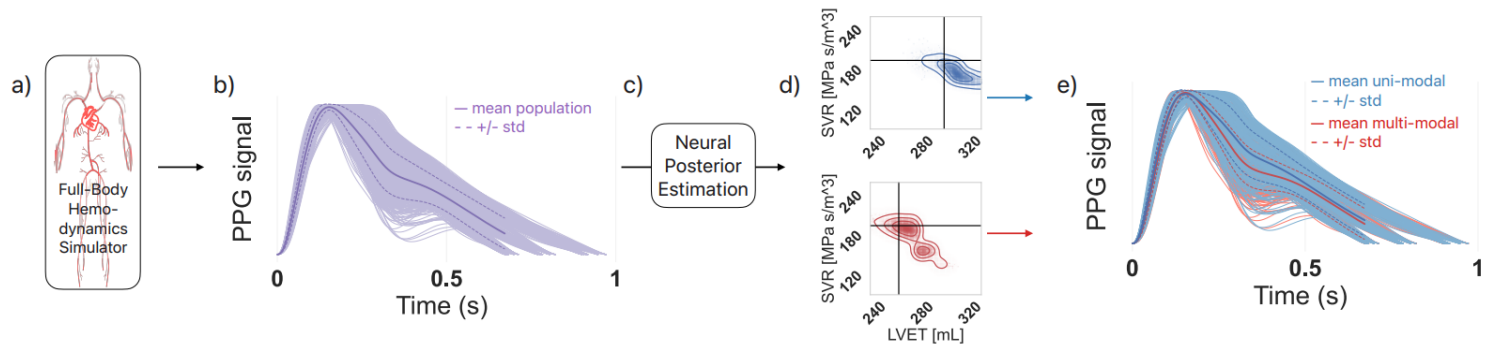 a)
Full-Body
Hemo-
dynamics
Simulator
b)
PPG signal
mean population
+/- std
0
0.5
1
Time (s)
c)
Neural
Posterior
Estimation
d)
SVR [MPa s/m^3]
240
180
120
240
280
320
SVR [MPa s/m^3]
240
180
120
240
280
320
LVET [mL]
e)
PPG signal
mean uni-modal
+/- std
mean multi-modal
+/- std
0
0.5
1
Time (s)